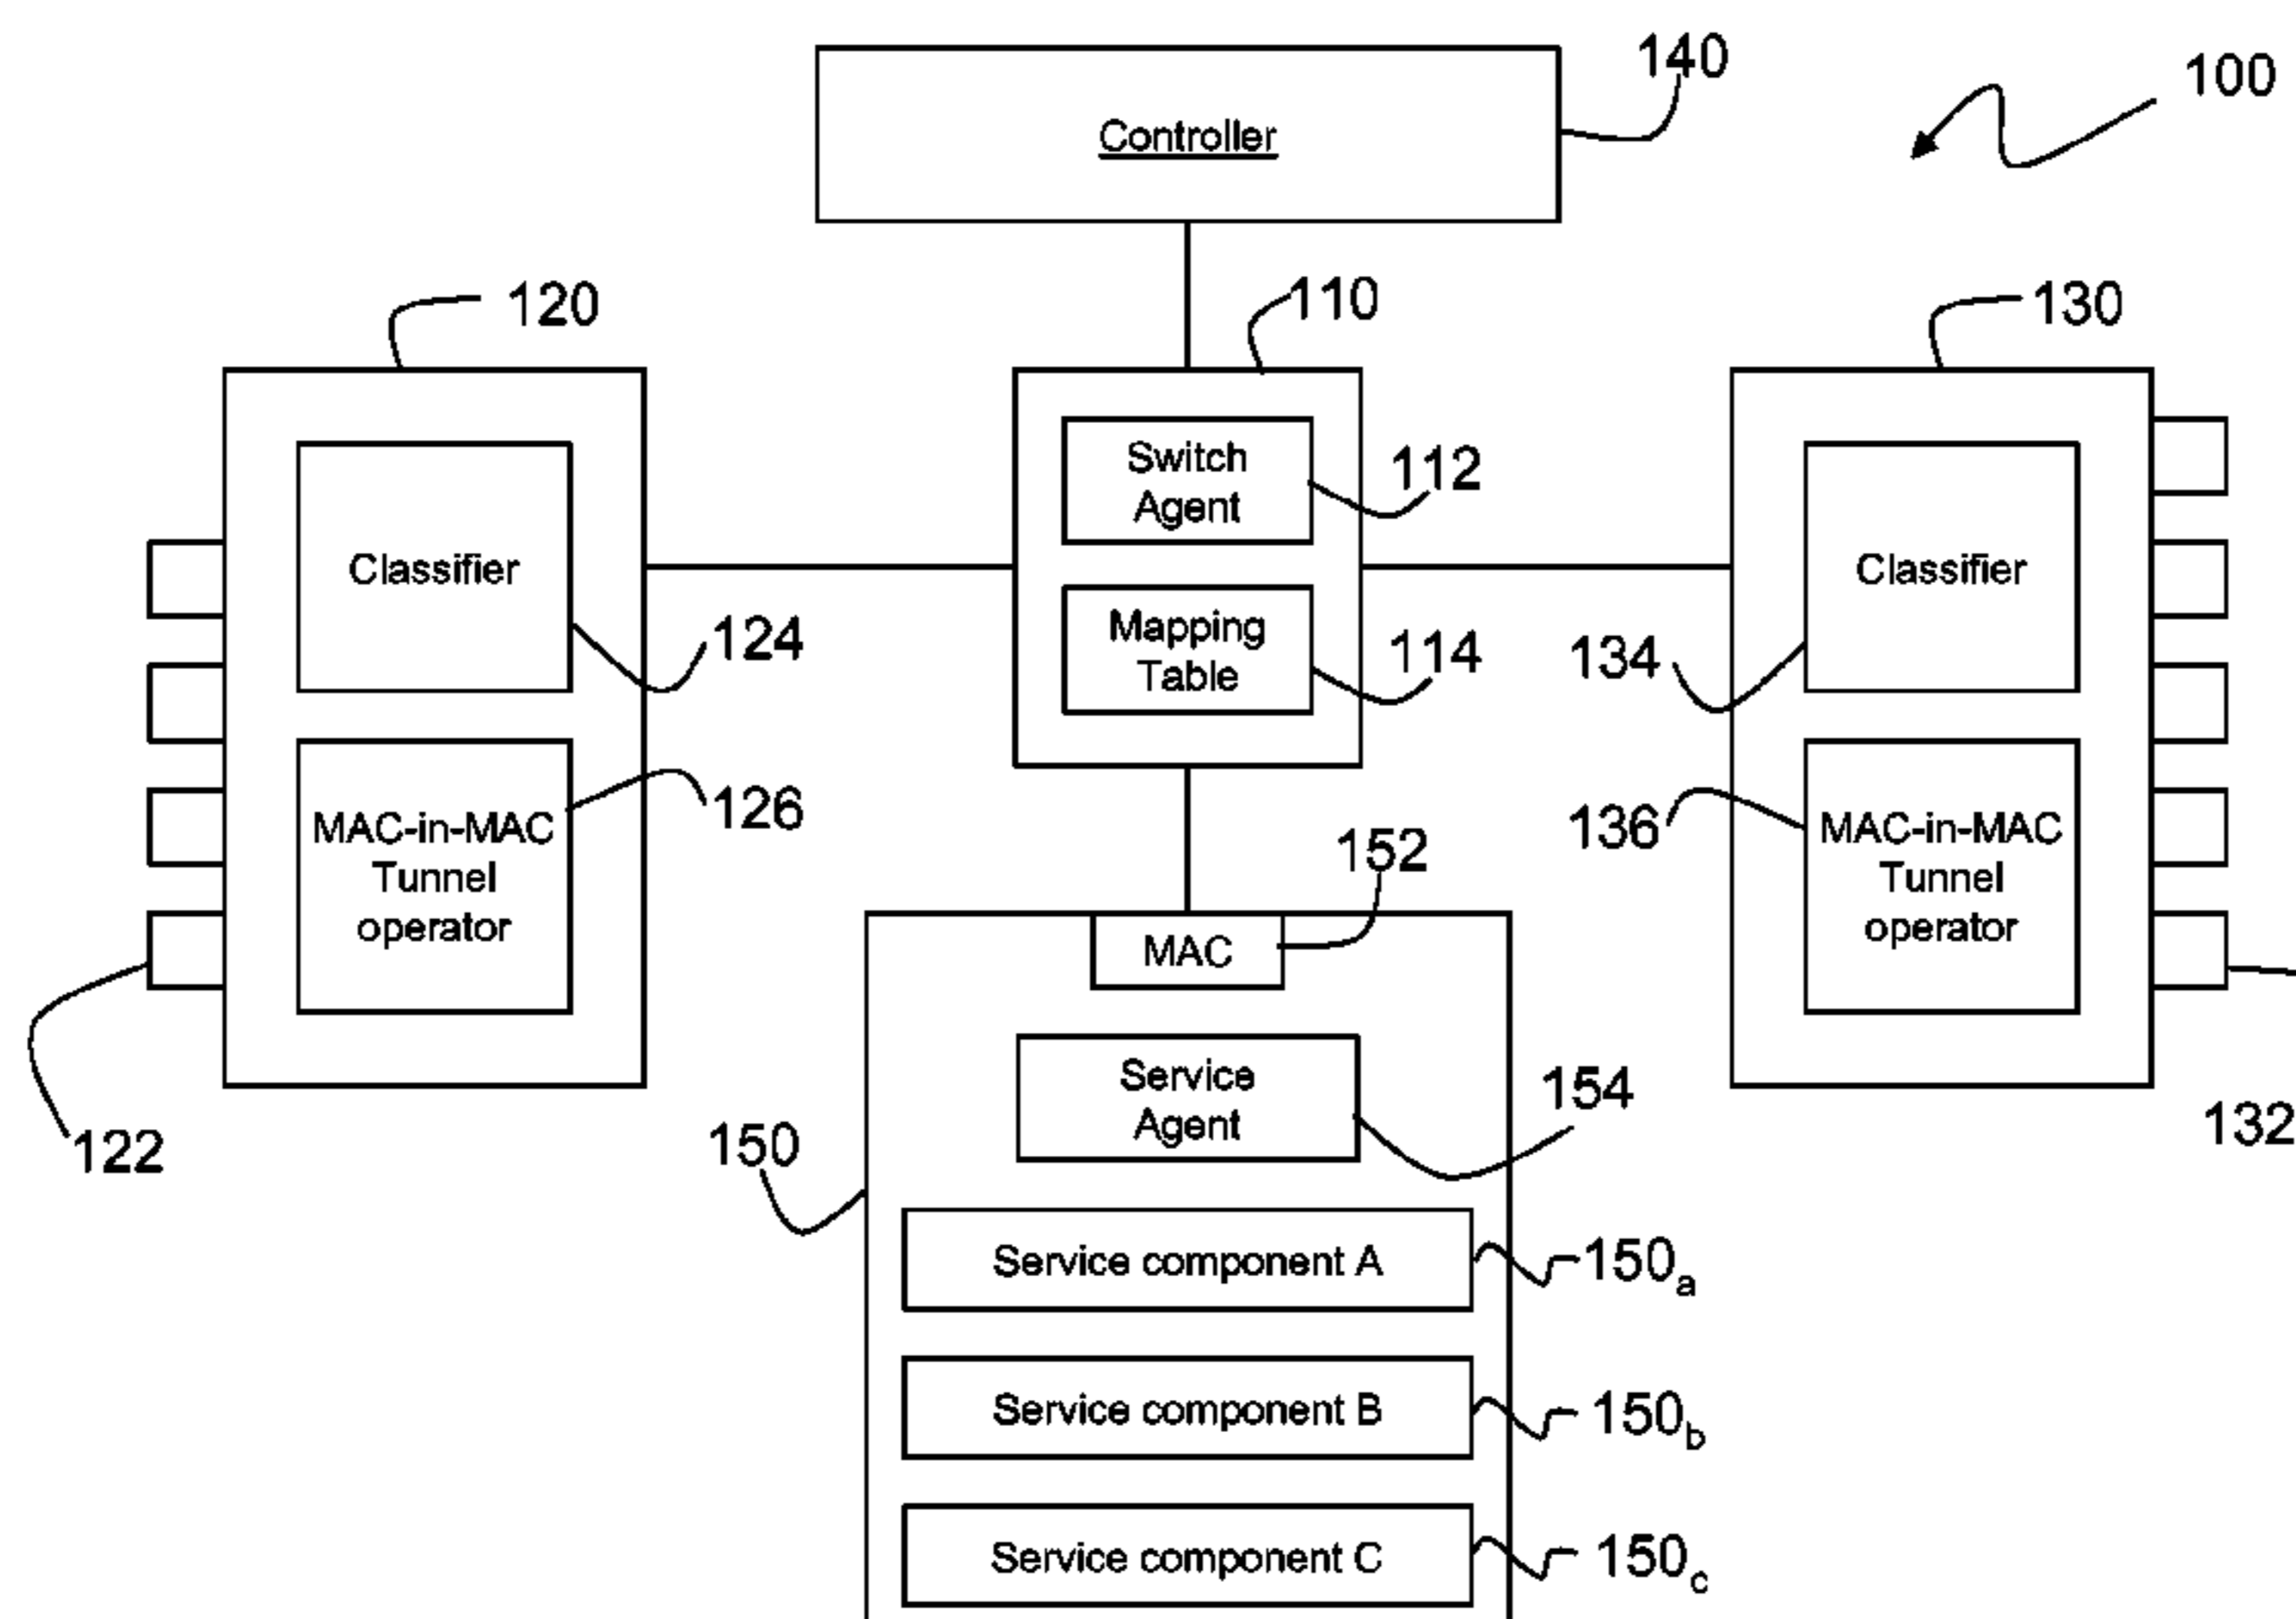 140
100
Controller
120
110
130
Switch
Agent
112
Classifier
Classifier
Mapping
Table
124
114
134
MAC-in-MAC
Tunnel
operator
126
136
MAC-in-MAC
Tunnel
operator
152
MAC
Service
Agent
154
150
122
132
Service component A
150a
Service component B
150b
Service component C
150c